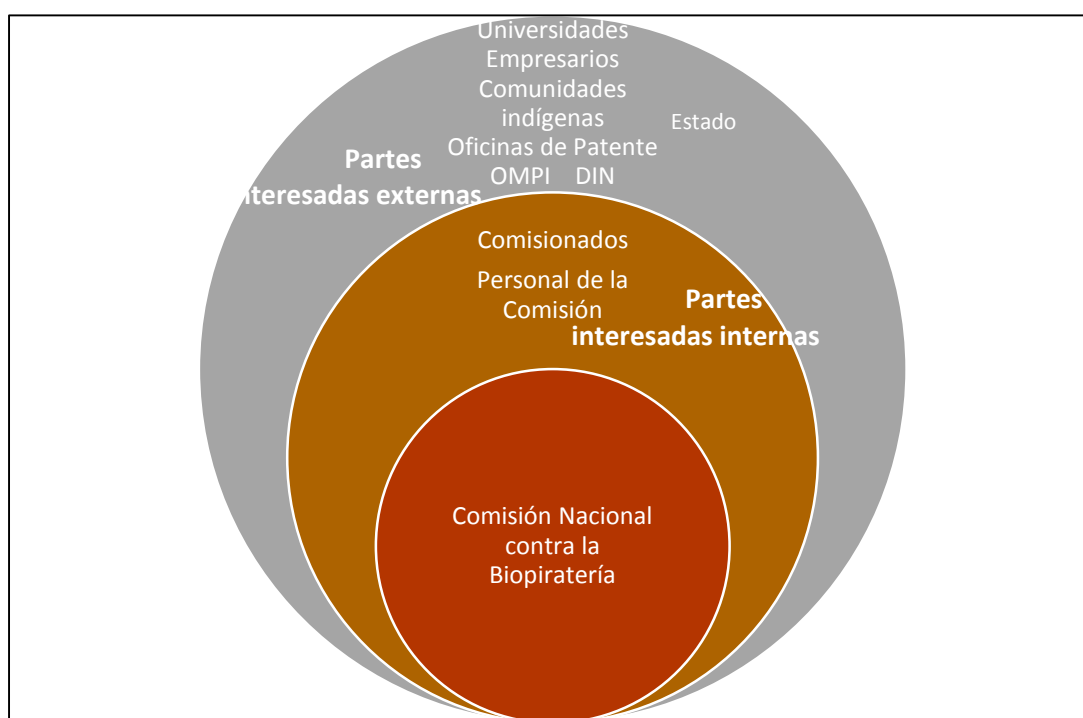 Universidades
Empresarios
Comunidades
indígenas
Estado
Oficinas de Patente
OMPI DIN
Partes
interesadas externas
Comisionados
Personal de la
Comisión
Partes
interesadas internas
Comisión Nacional
contra la
Biopiratería